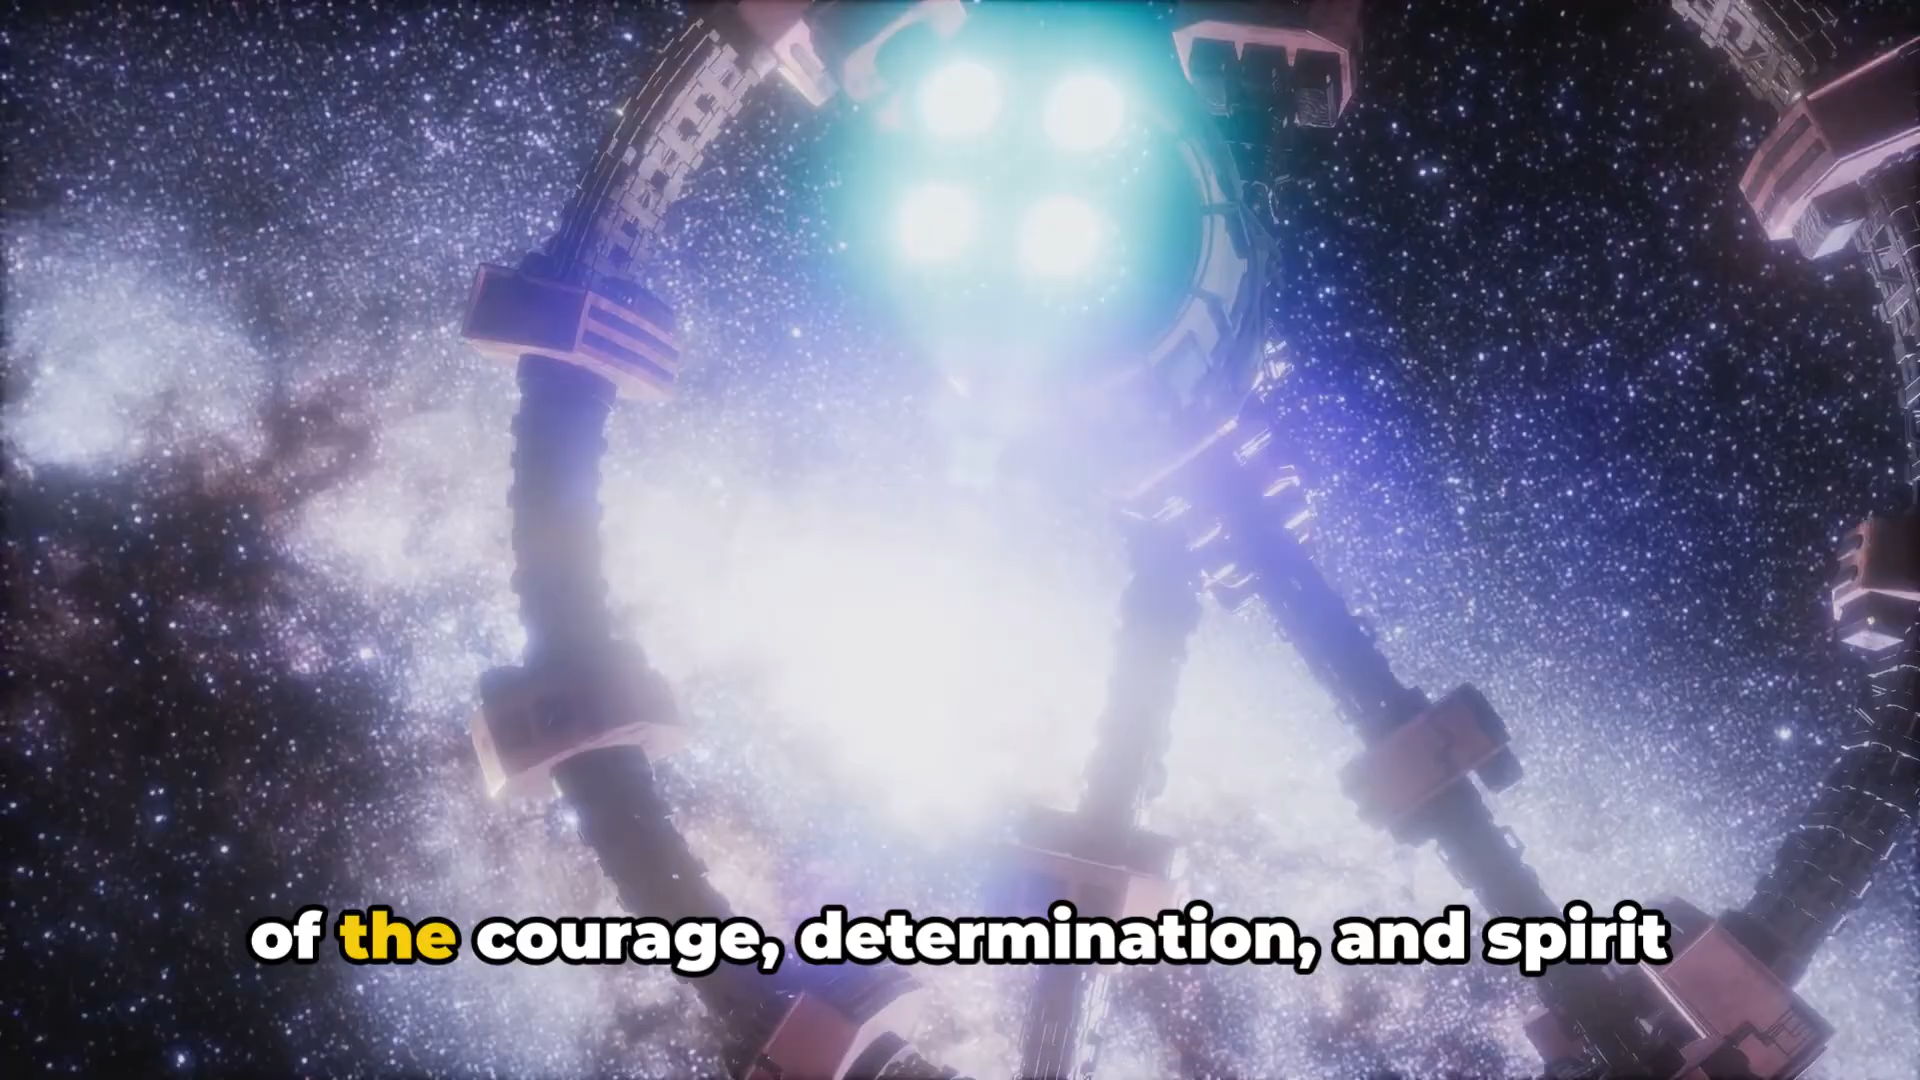 of the courage, determination, and spirit